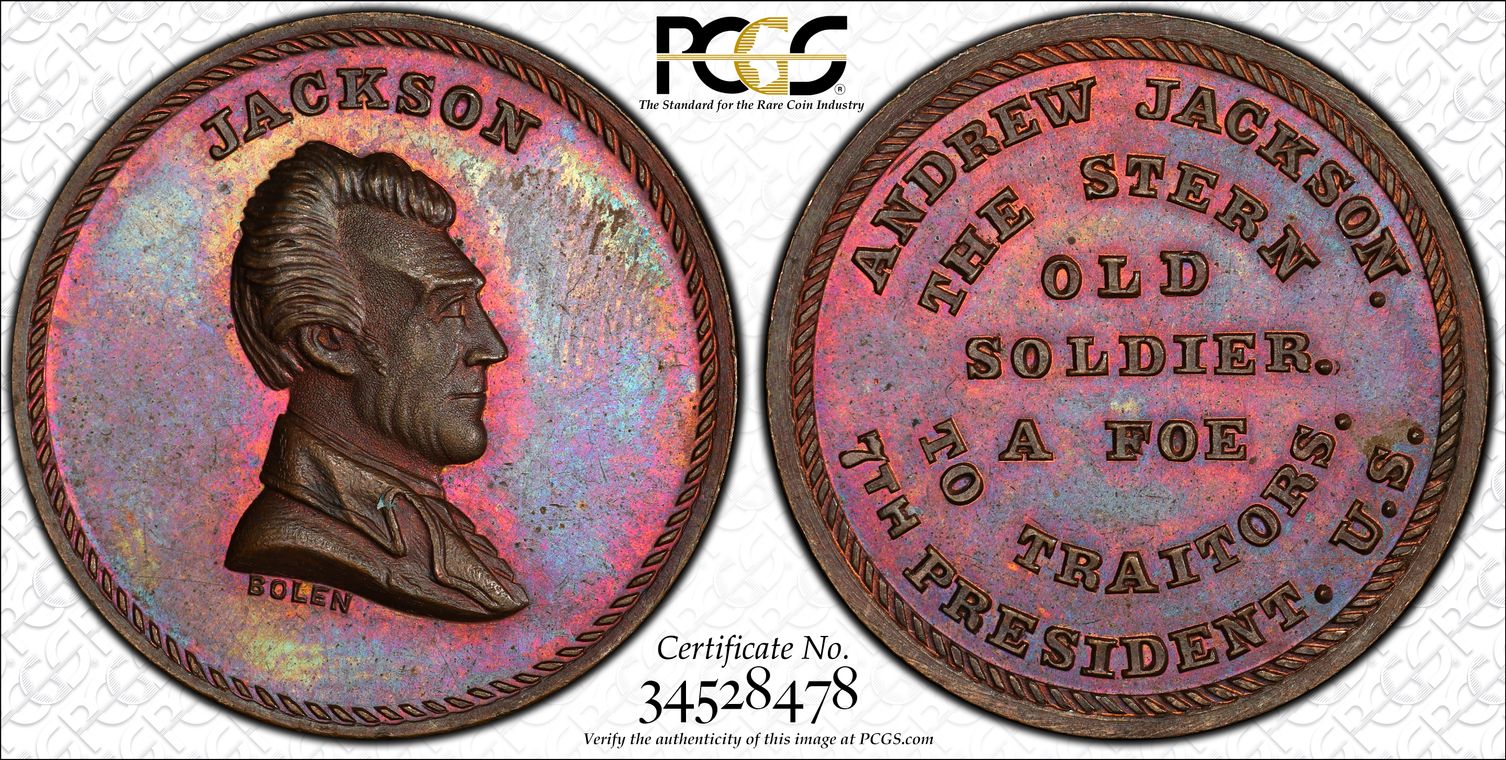 JACKSON
BOLEN
PCGS®
The Standard for the Rare Coin Industry
Certificate No.
34528478
Verify the authenticity of this image at PCGS.com
ANDREW JACKSON.
THE STERN
OLD
SOLDIER.
A FOE
TO TRAITORS.
7TH PRESIDENT. U.S.